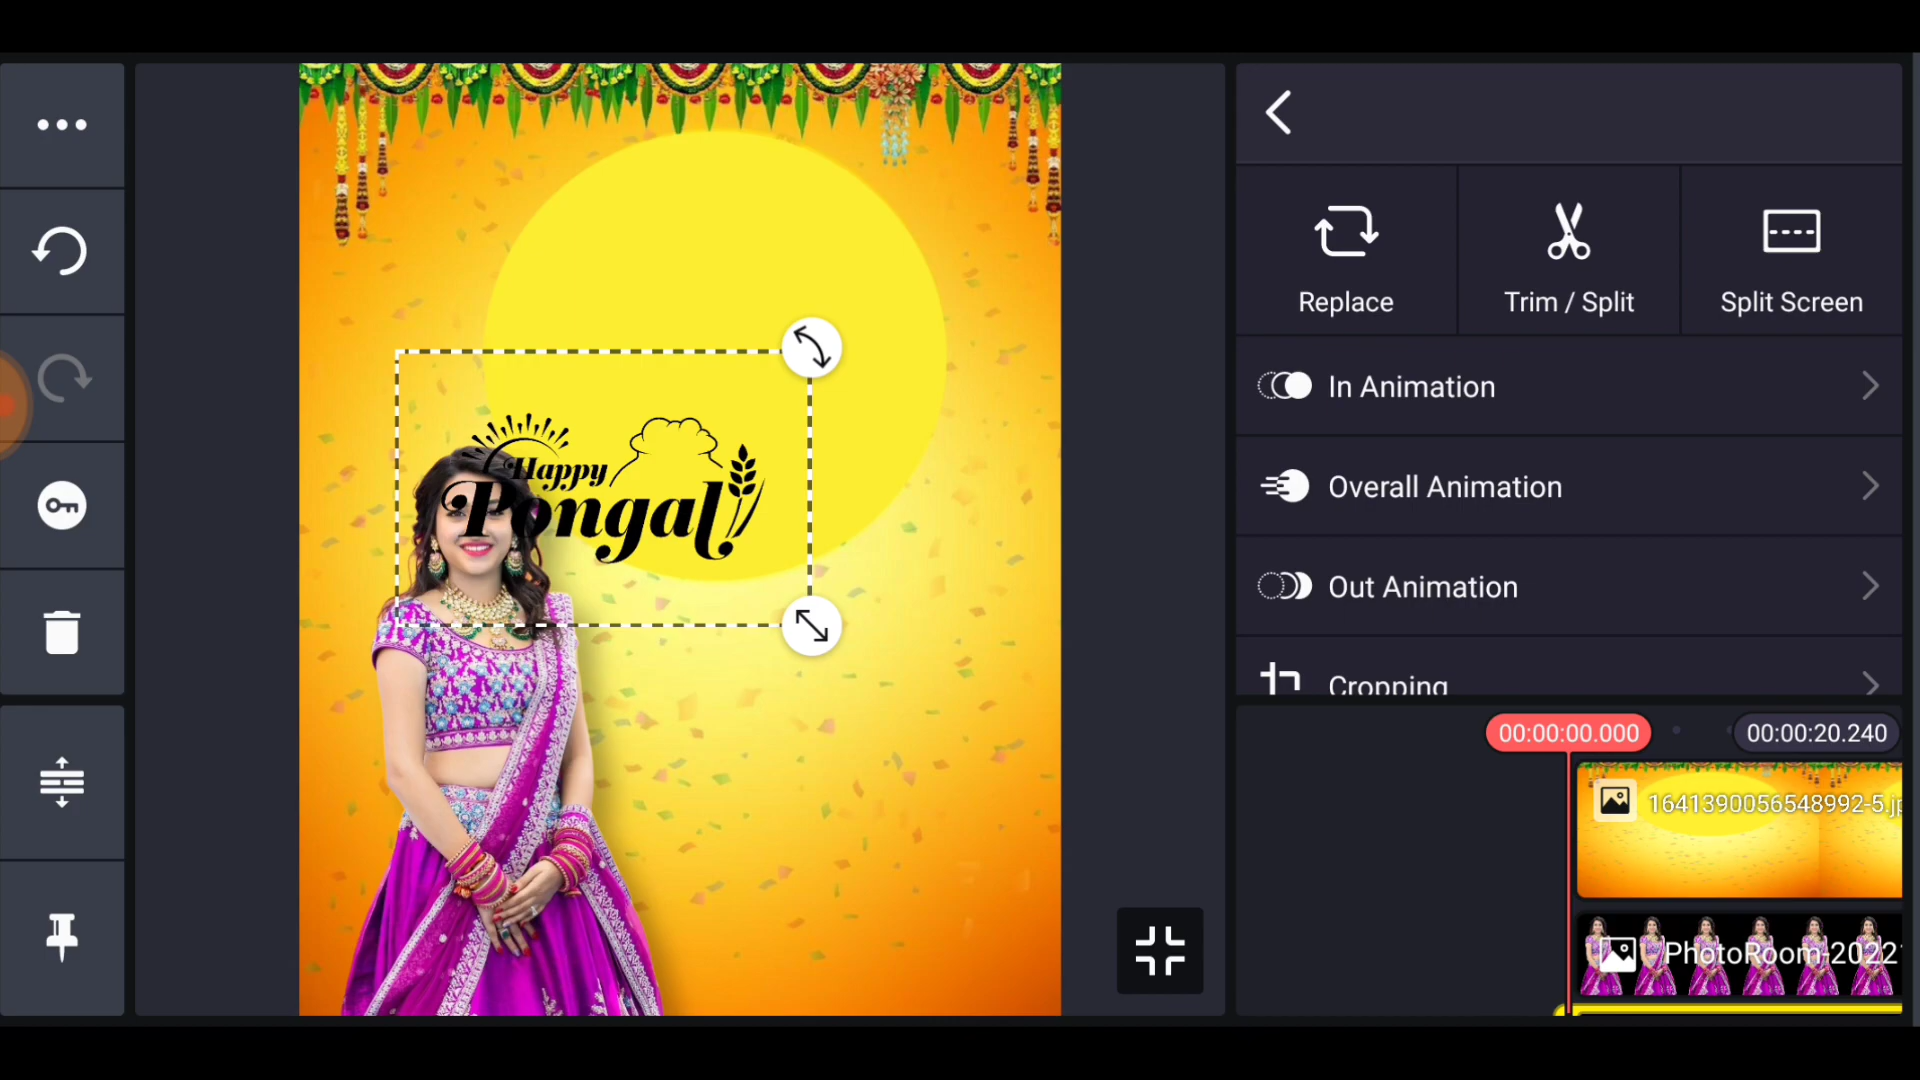 Replace
Trim / Split
Split Screen
In Animation
Overall Animation
Out Animation
Cropping
Happy
Pongal
00:00:00.000
00:00:20.240
1641390056548992-5.jp
PhotoRoom-2022